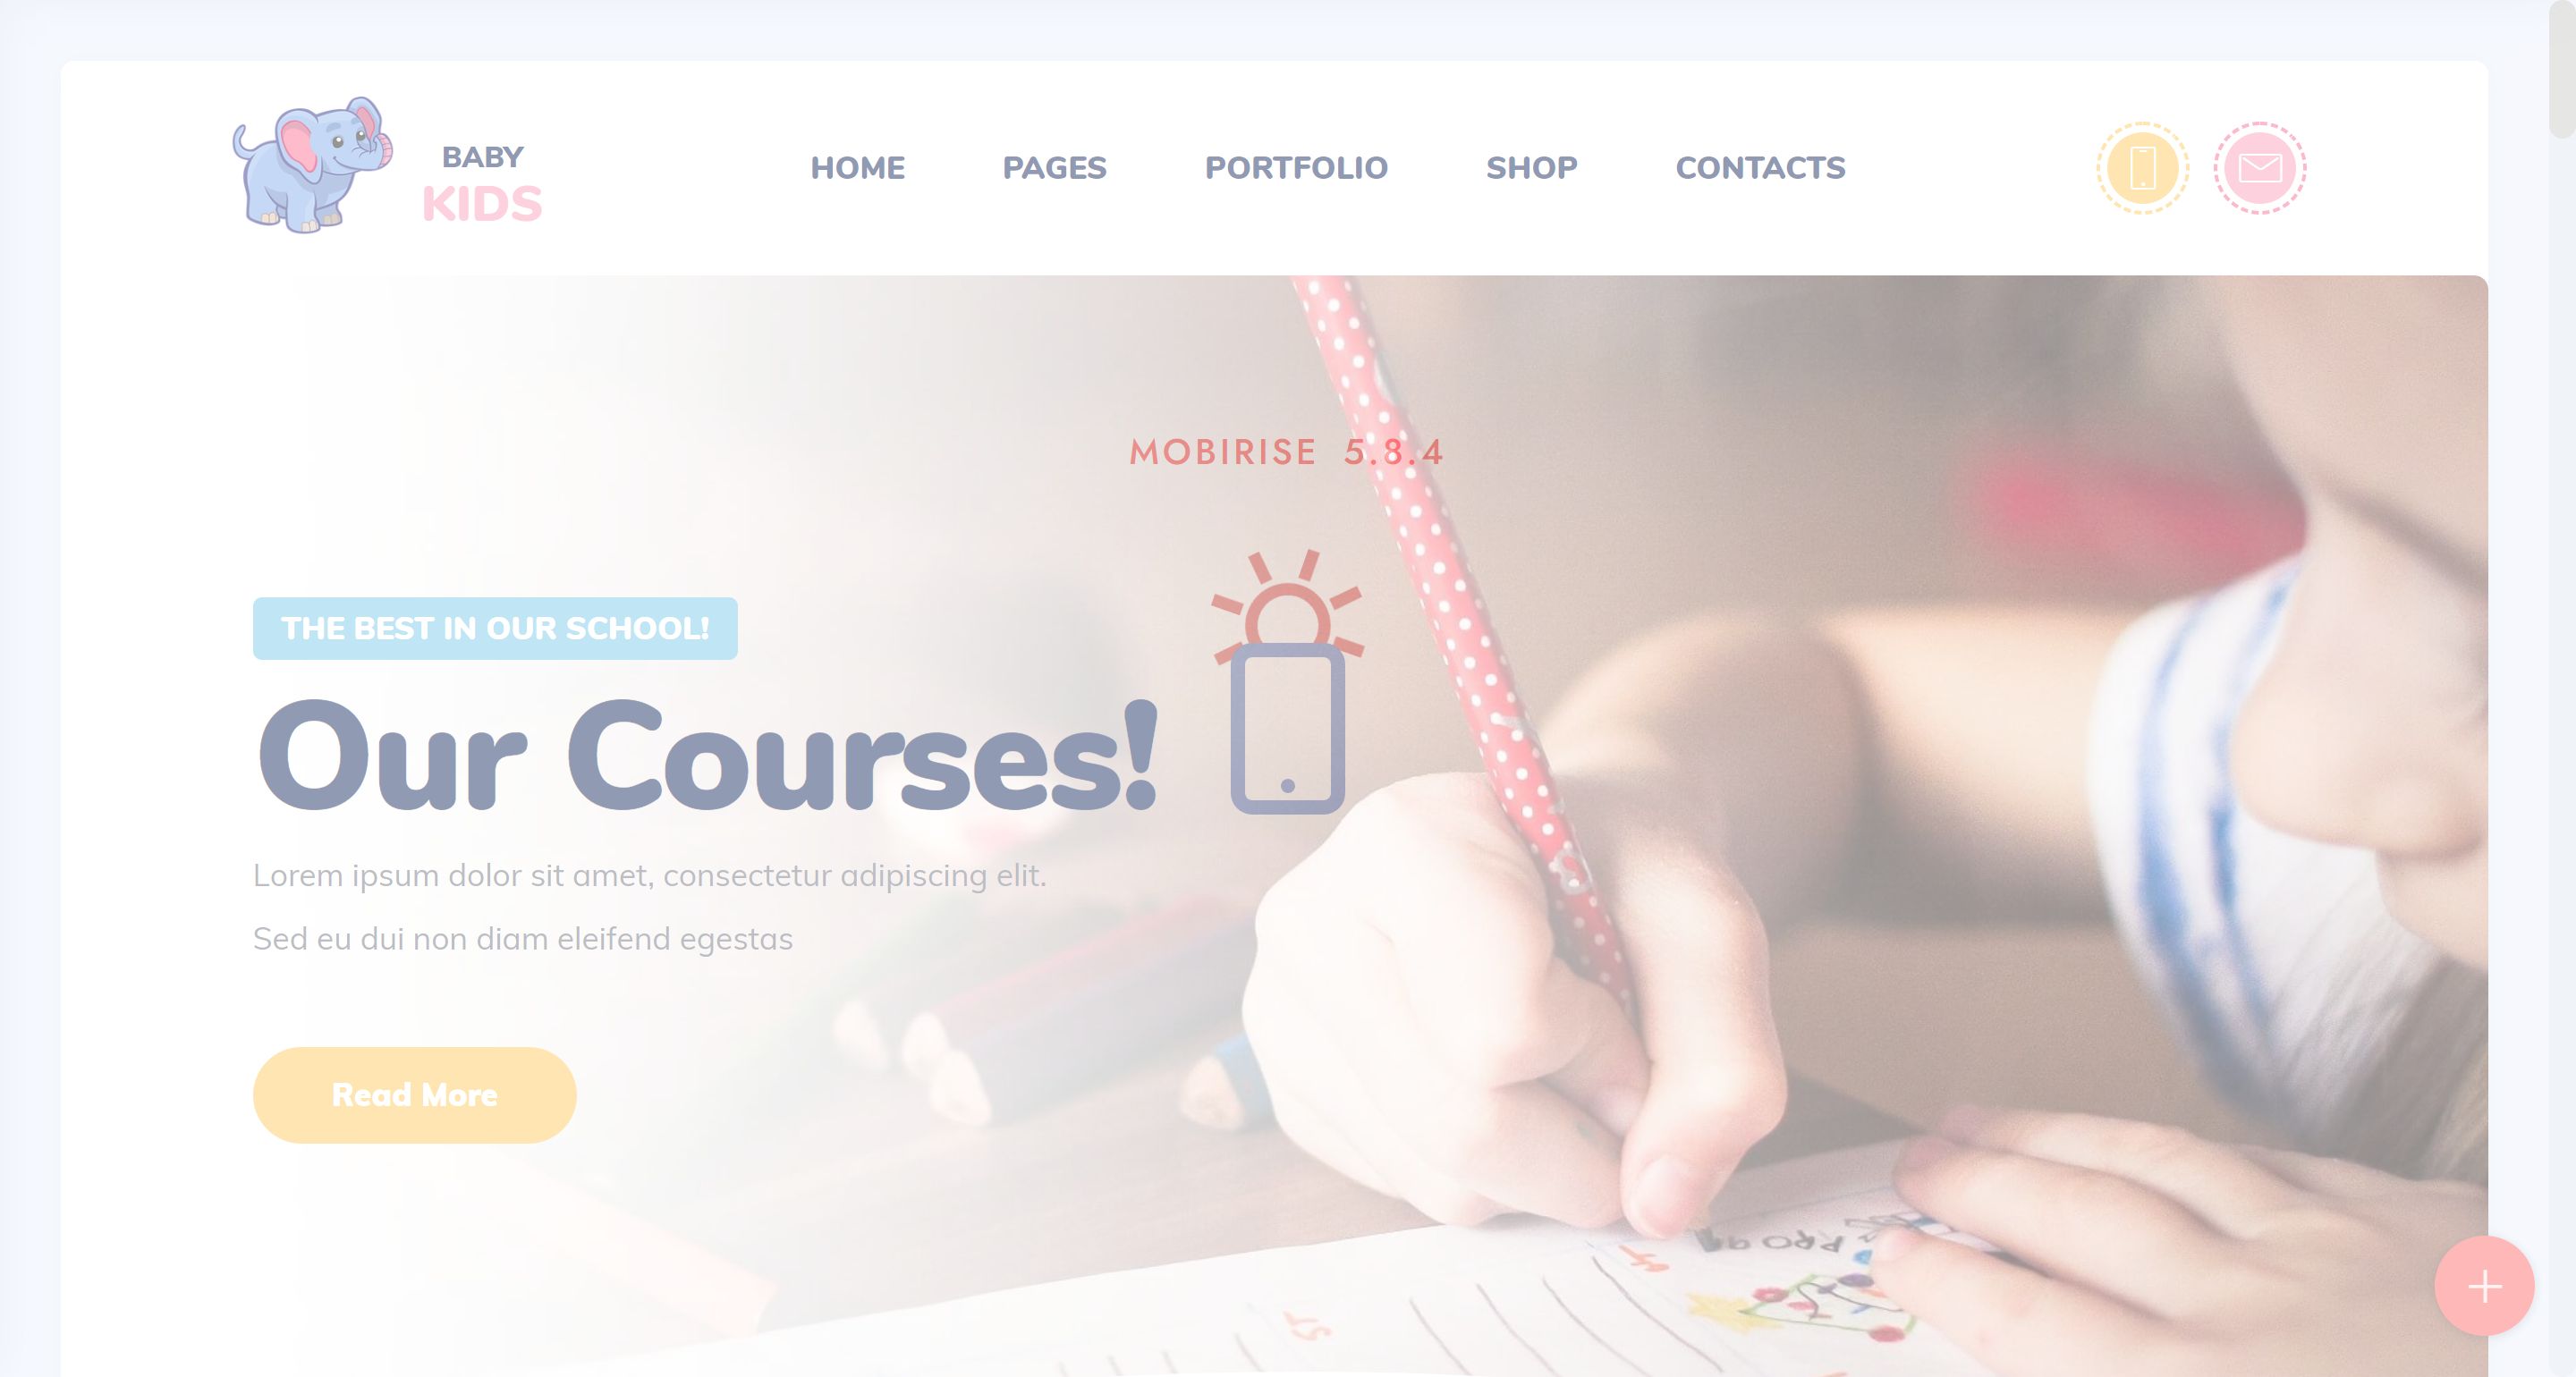 BABY
KIDS
HOME PAGES PORTFOLIO SHOP CONTACTS
MOBIRISE 5.8.4
THE BEST IN OUR SCHOOL!
Our Courses!
Lorem ipsum dolor sit amet, consectetur adipiscing elit.
Sed eu dui non diam eleifend egestas
Read More